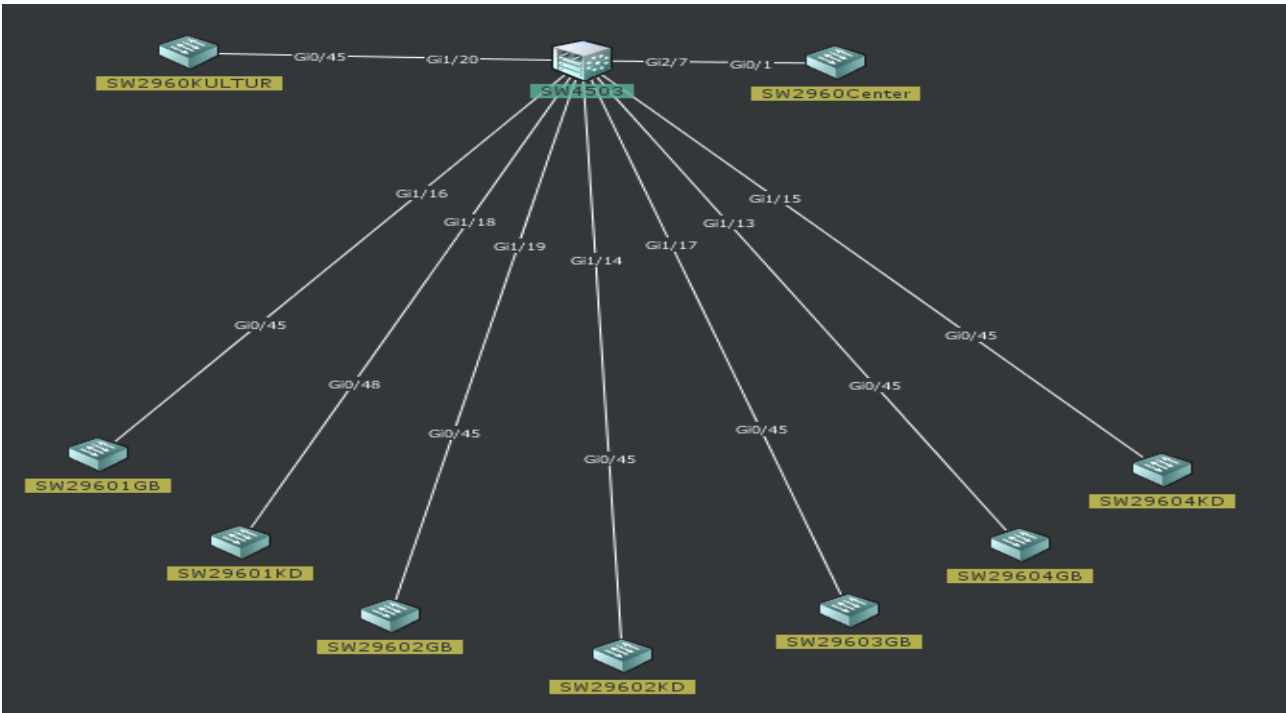 Gi0/45
Gi1/20
Gi2/7
Gi0/1
SW2960KULTUR
SW4503
SW2960Center
Gi1/16
Gi1/18
Gi1/19
Gi1/14
Gi1/17
Gi1/13
Gi1/15
Gi0/45
Gi0/48
Gi0/45
Gi0/45
Gi0/45
Gi0/45
Gi0/45
SW29601GB
SW29601KD
SW29602GB
SW29602KD
SW29603GB
SW29604GB
SW29604KD